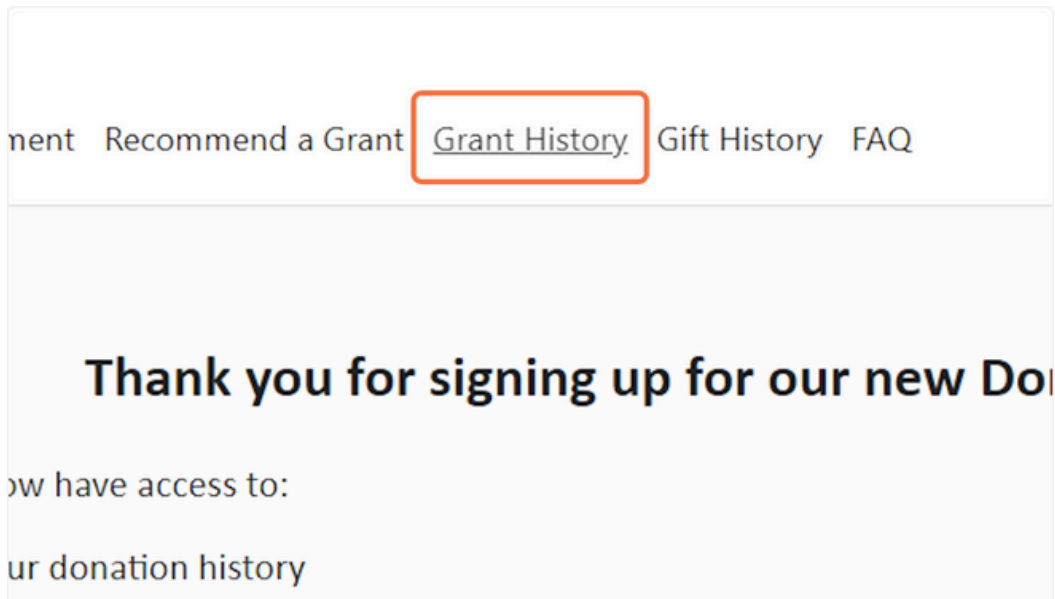 ment Recommend a Grant Grant History Gift History FAQ
Thank you for signing up for our new Do
ow have access to:
ur donation history